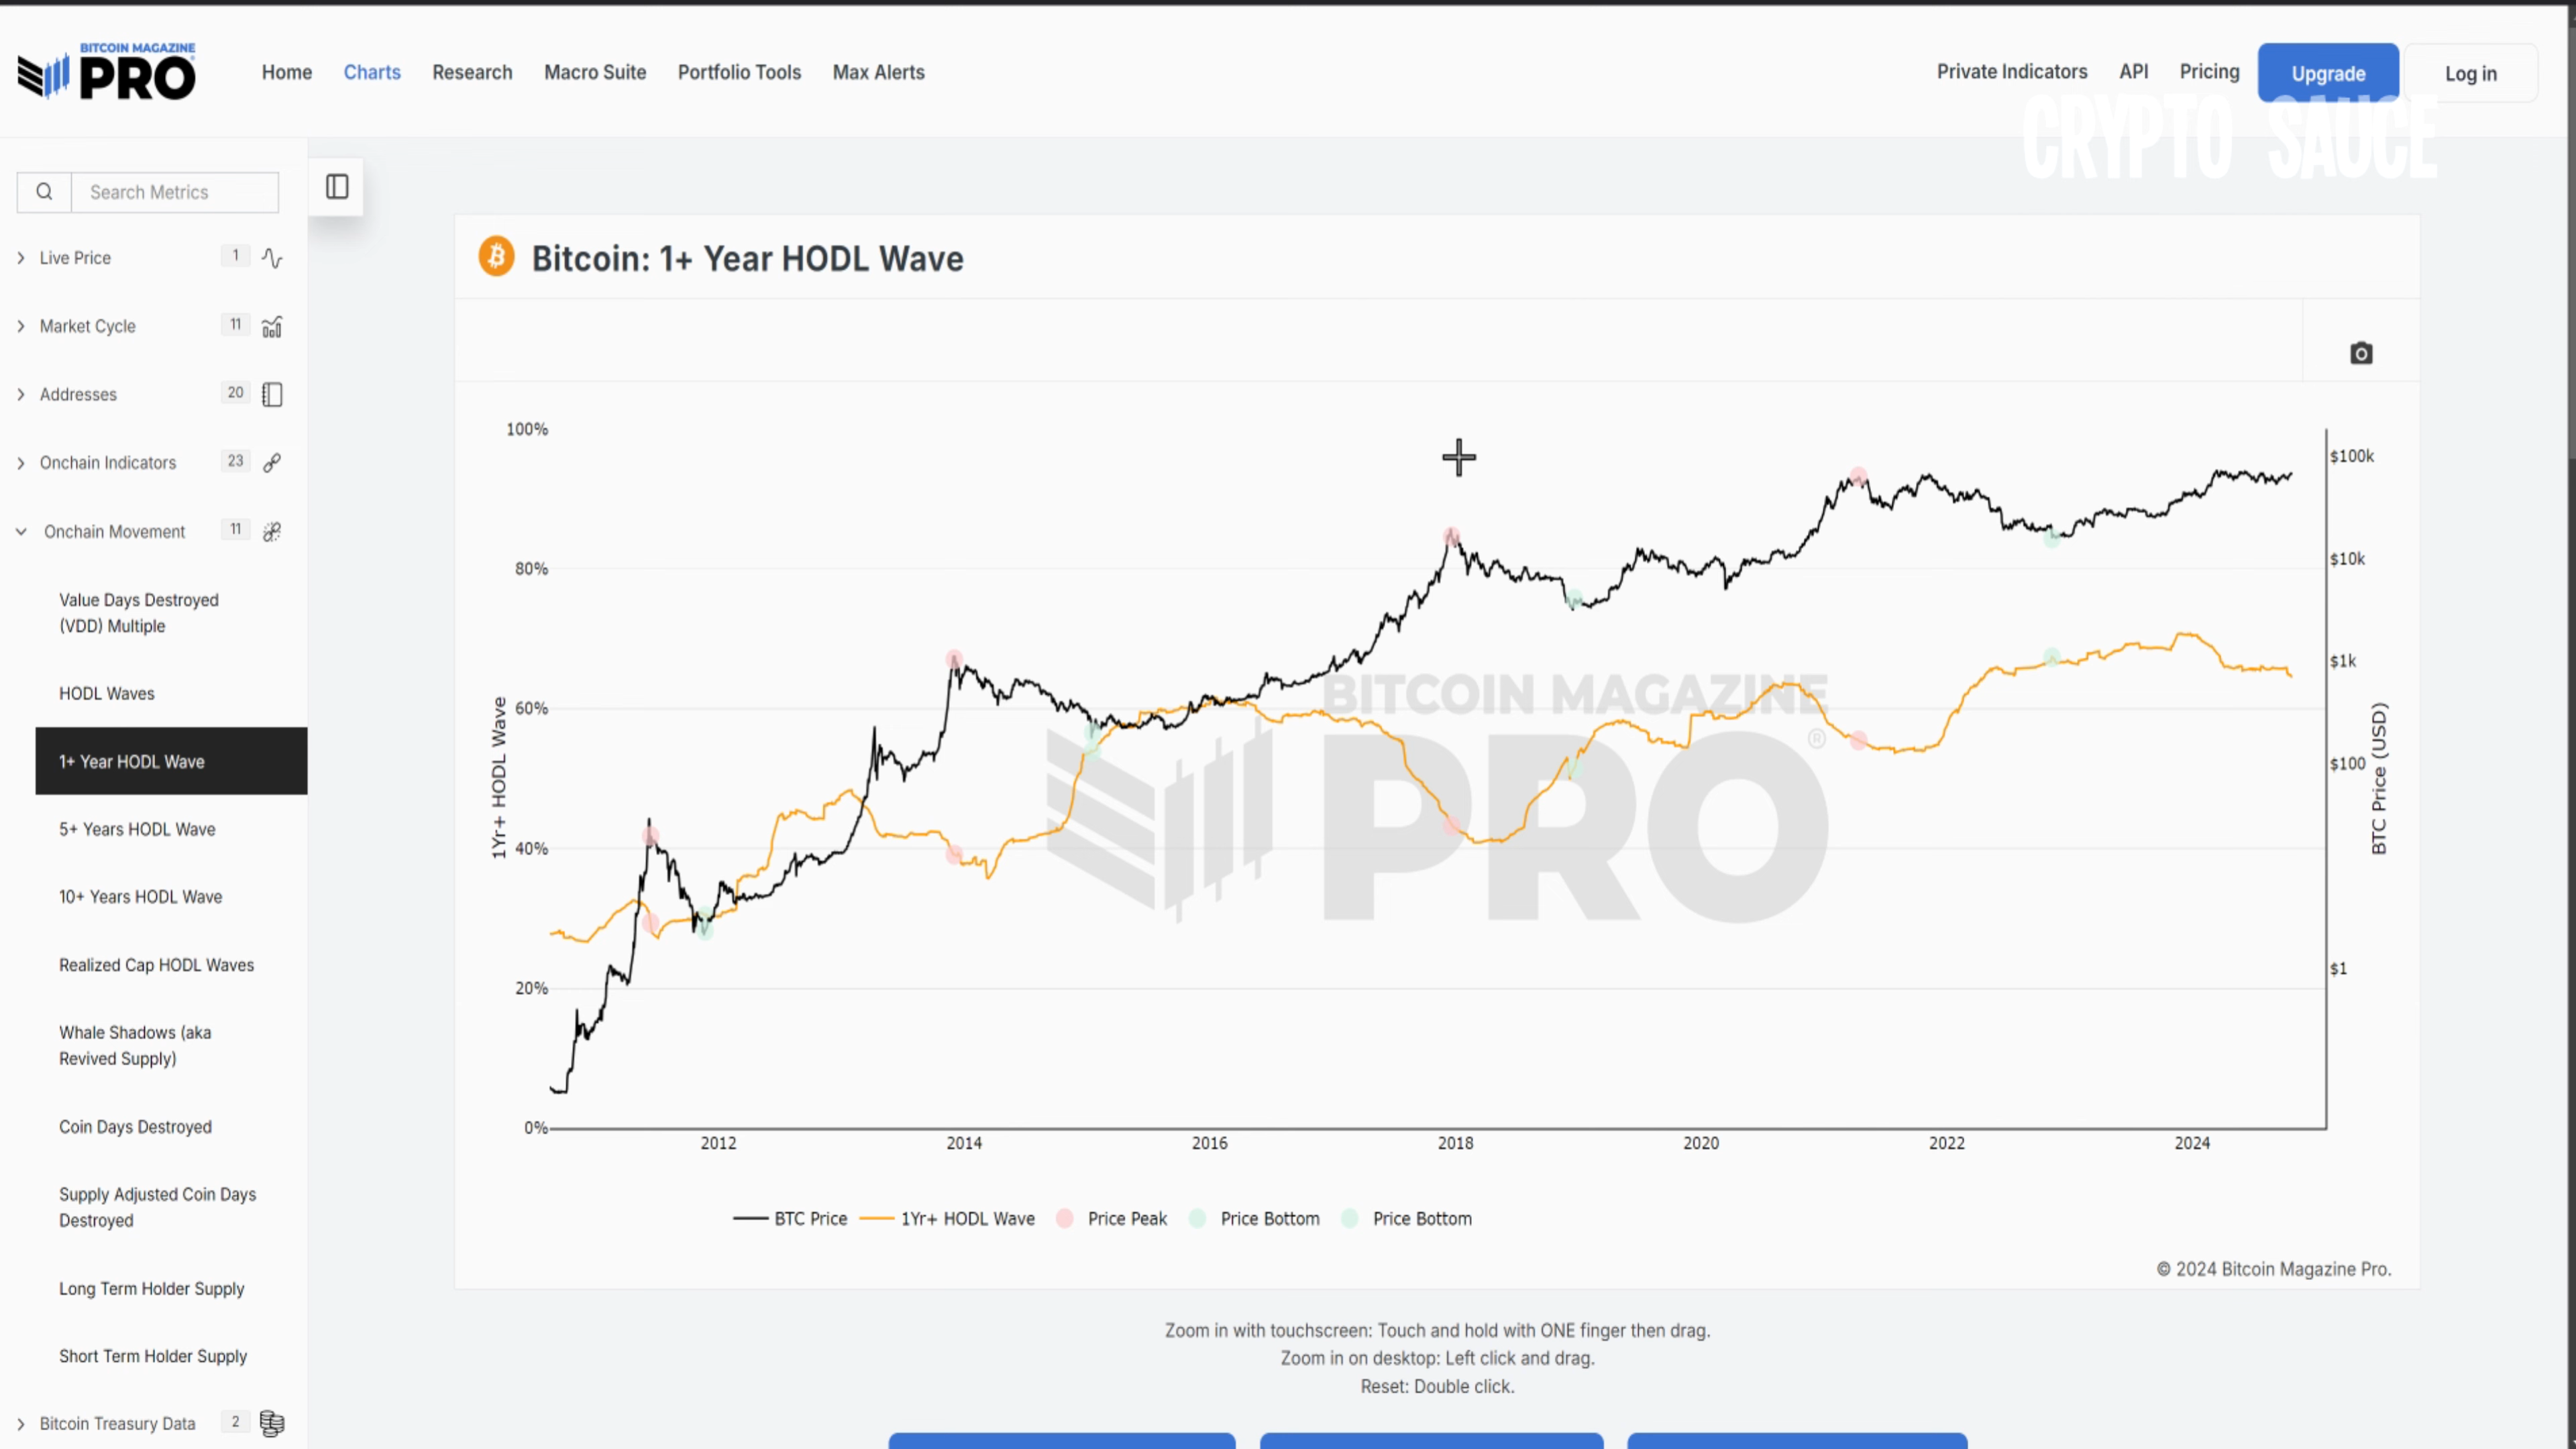 BITCOIN MAGAZINE
PRO
Home
Charts
Research
Macro Suite
Portfolio Tools
Max Alerts
Private Indicators
API
Pricing
Upgrade
Log in
CRYPTO SAUCE
Search Metrics
Live Price 1
Market Cycle 11
Addresses 20
Onchain Indicators 23
Onchain Movement 11
Value Days Destroyed
(VDD) Multiple
HODL Waves
1+ Year HODL Wave
5+ Years HODL Wave
10+ Years HODL Wave
Realized Cap HODL Waves
Whale Shadows (aka
Revived Supply)
Coin Days Destroyed
Supply Adjusted Coin Days
Destroyed
Long Term Holder Supply
Short Term Holder Supply
Bitcoin Treasury Data 2
Bitcoin: 1+ Year HODL Wave
100%
80%
60%
40%
20%
0%
1Yr+ HODL Wave
BITCOIN MAGAZINE
PRO®
$100k
$10k
$1k
$100
$1
BTC Price (USD)
2012 2014 2016 2018 2020 2022 2024
BTC Price 1Yr+ HODL Wave Price Peak Price Bottom Price Bottom
© 2024 Bitcoin Magazine Pro.
Zoom in with touchscreen: Touch and hold with ONE finger then drag.
Zoom in on desktop: Left click and drag.
Reset: Double click.